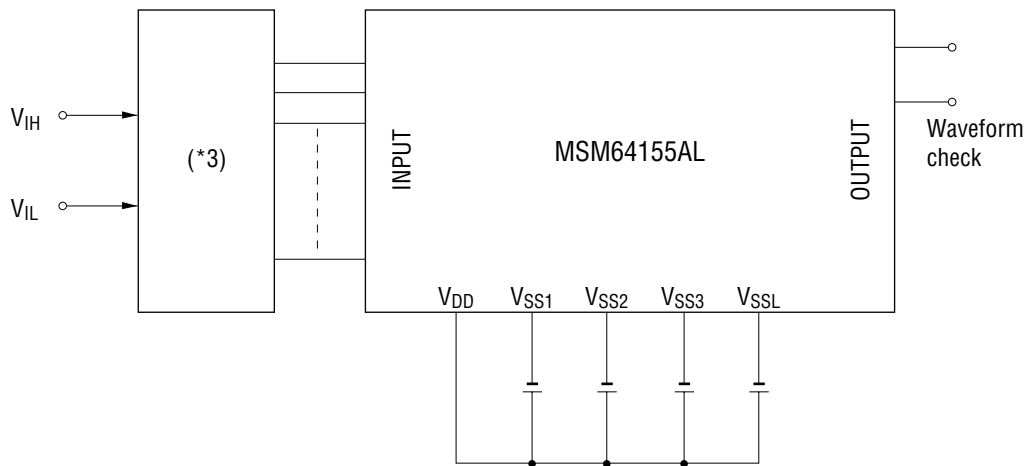 V_IH
V_IL
(*3)
INPUT
MSM64155AL
OUTPUT
Waveform
check
V_DD V_SS1 V_SS2 V_SS3 V_SSL